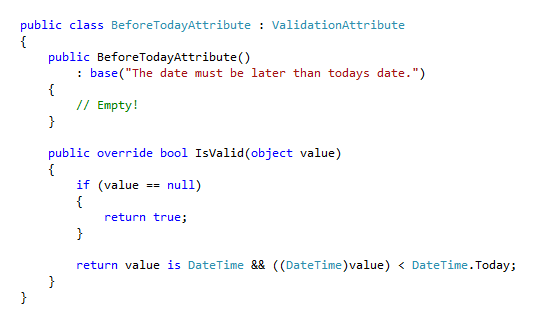 public class BeforeTodayAttribute : ValidationAttribute
{
    public BeforeTodayAttribute()
        : base("The date must be later than todays date.")
    {
        // Empty!
    }

    public override bool IsValid(object value)
    {
        if (value == null)
        {
            return true;
        }

        return value is DateTime && ((DateTime)value) < DateTime.Today;
    }
}